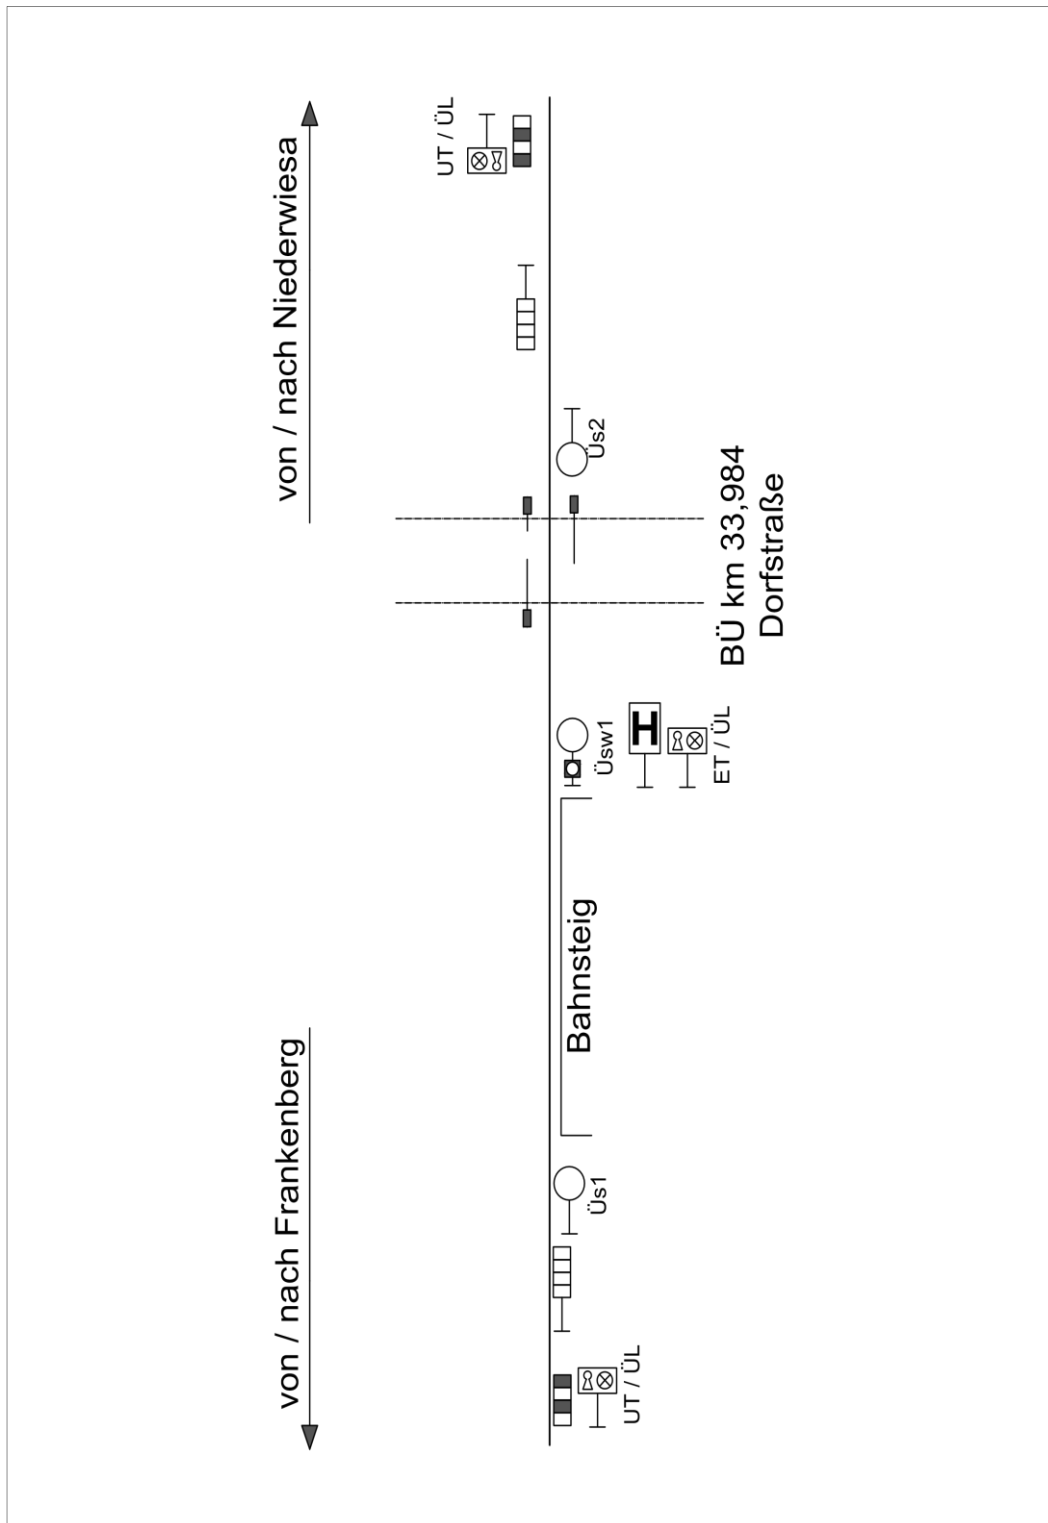 von / nach Frankenberg
von / nach Niederwiesa
UT / ÜL
UT / ÜL
Üs1
Bahnsteig
Üsw1
H
ET / ÜL
BÜ km 33,984
Dorfstraße
Üs2